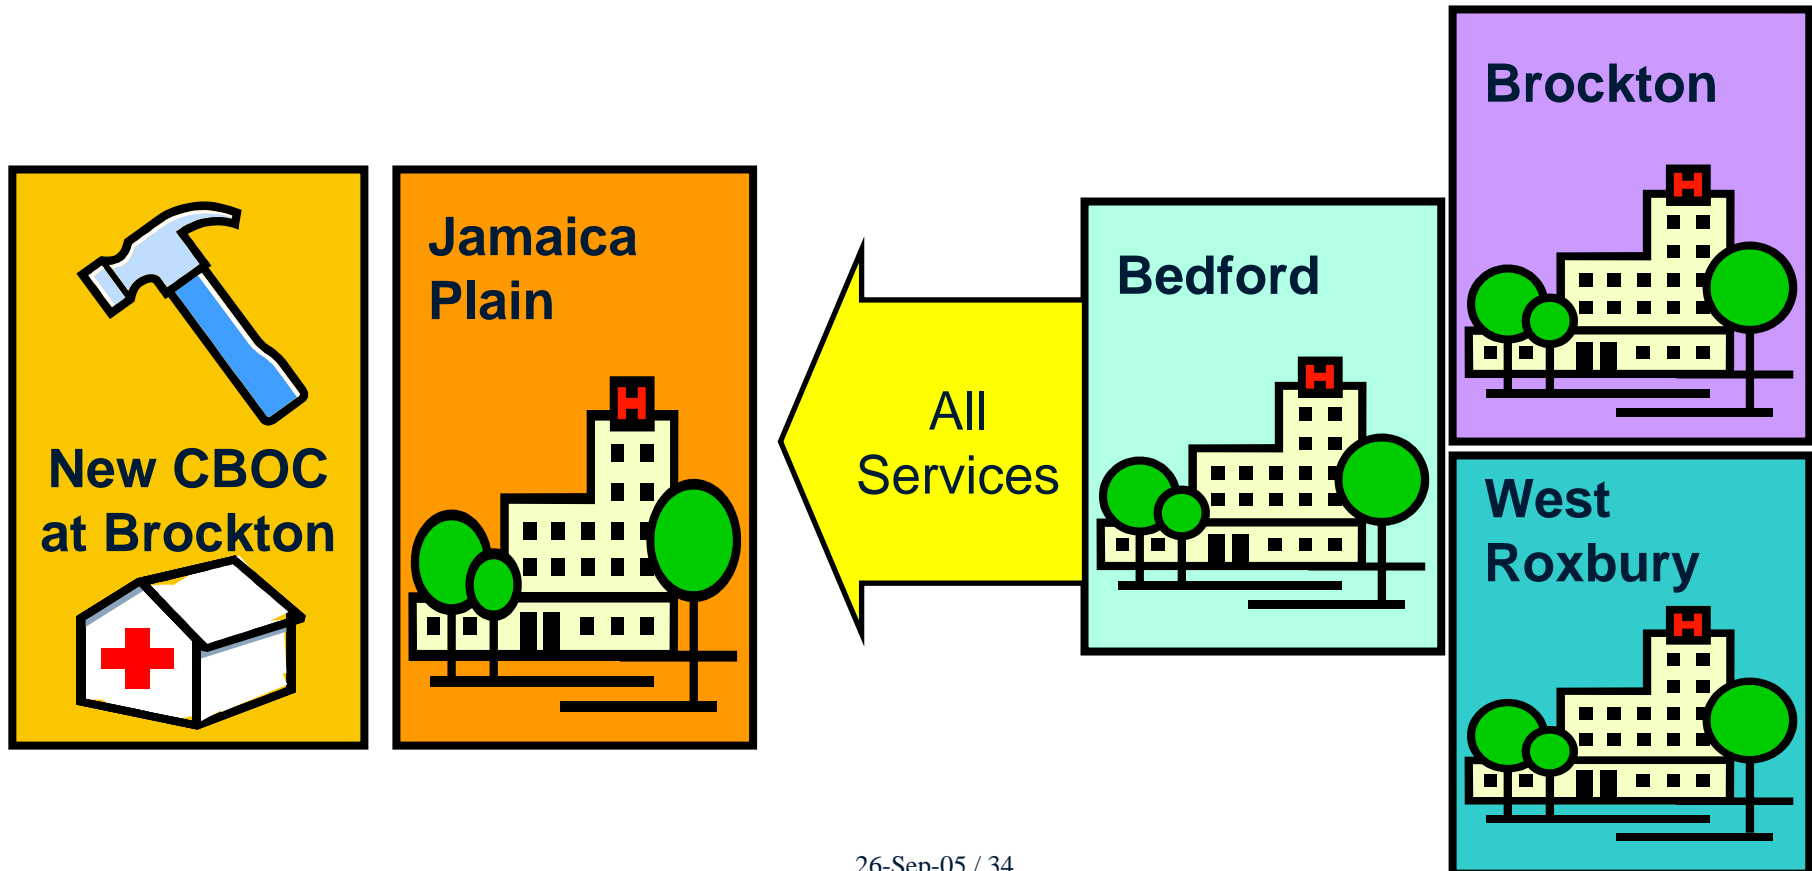 New CBOC
at Brockton
Jamaica
Plain
All
Services
Bedford
Brockton
West
Roxbury
H
H
H
H
26-Sep-05 / 34